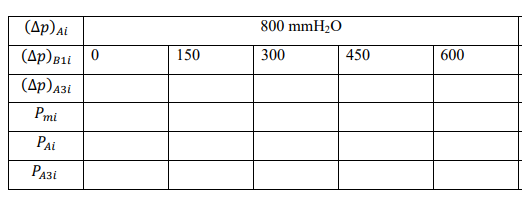 (Δp)Ai 800 mmH₂O
(Δp)B1i 0 150 300 450 600
(Δp)A3i
Pmi
PAi
PA3i